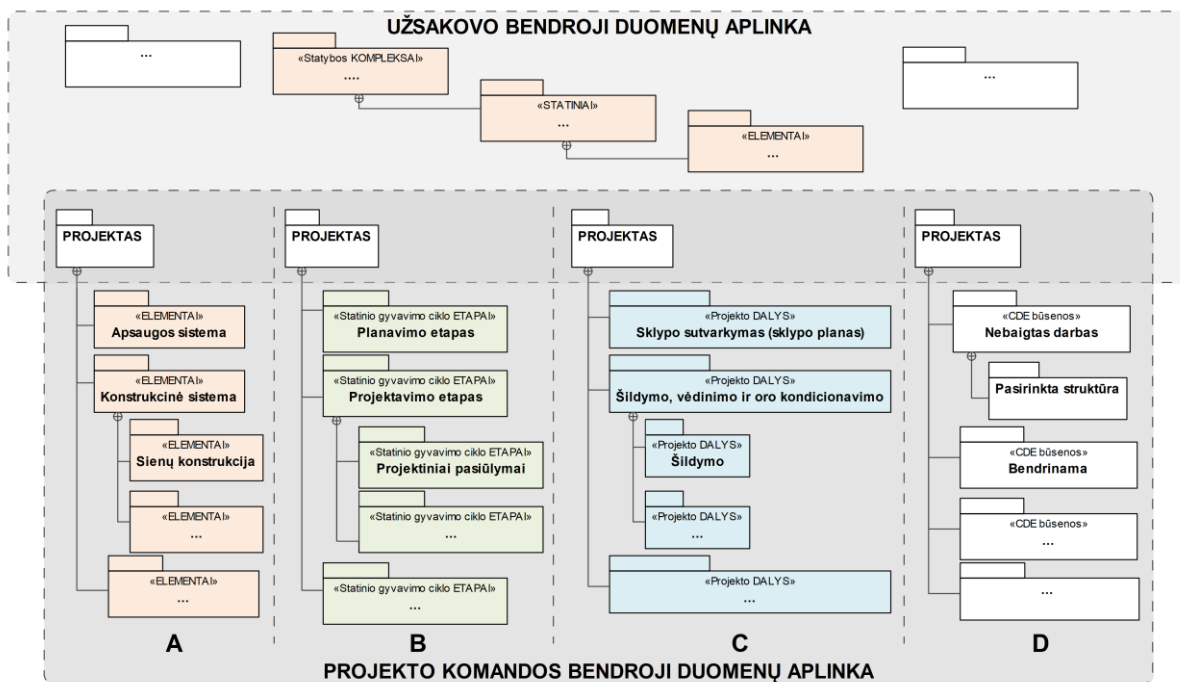 UŽSAKOVO BENDROJI DUOMENŲ APLINKA
...
«Statybos KOMPLEKSAI»
....
«STATINIAI»
...
«ELEMENTAI»
...
...
PROJEKTAS
«ELEMENTAI»
Apsaugos sistema
«ELEMENTAI»
Konstrukcinė sistema
«ELEMENTAI»
Sienų konstrukcija
«ELEMENTAI»
...
«ELEMENTAI»
...
A
PROJEKTAS
«Statinio gyvavimo ciklo ETAPAI»
Planavimo etapas
«Statinio gyvavimo ciklo ETAPAI»
Projektavimo etapas
«Statinio gyvavimo ciklo ETAPAI»
Projektiniai pasiūlymai
«Statinio gyvavimo ciklo ETAPAI»
...
«Statinio gyvavimo ciklo ETAPAI»
...
B
PROJEKTAS
«Projekto DALYS»
Sklypo sutvarkymas (sklypo planas)
«Projekto DALYS»
Šildymo, vėdinimo ir oro kondicionavimo
«Projekto DALYS»
Šildymo
«Projekto DALYS»
...
«Projekto DALYS»
...
C
PROJEKTAS
«CDE būsenos»
Nebaigtas darbas
Pasirinkta struktūra
«CDE būsenos»
Bendrinama
«CDE būsenos»
...
...
D
PROJEKTO KOMANDOS BENDROJI DUOMENŲ APLINKA